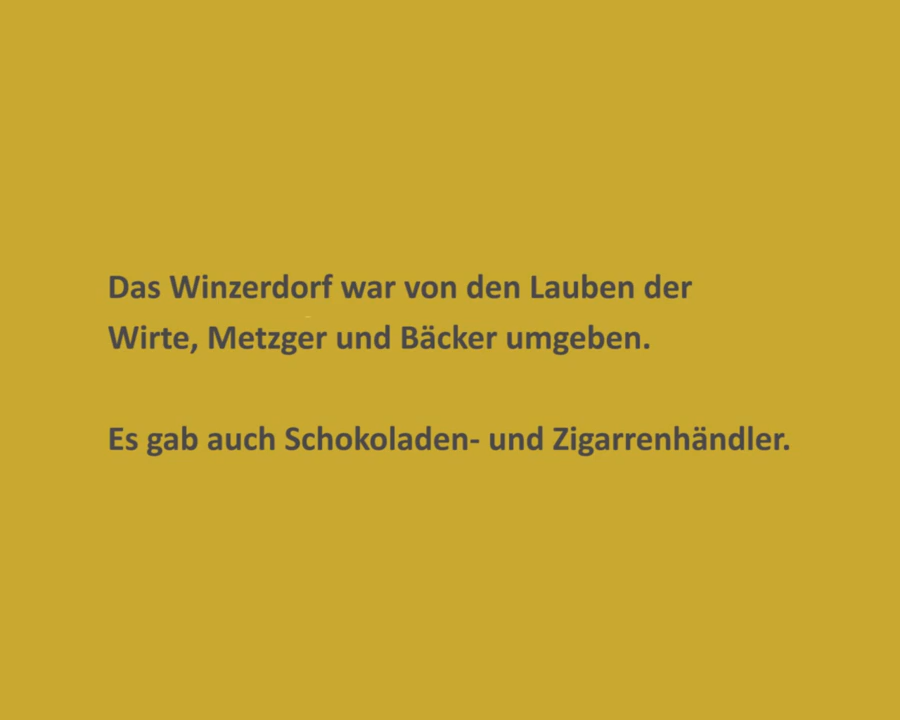 Das Winzerdorf war von den Lauben der
Wirte, Metzger und Bäcker umgeben.
Es gab auch Schokoladen- und Zigarrenhändler.